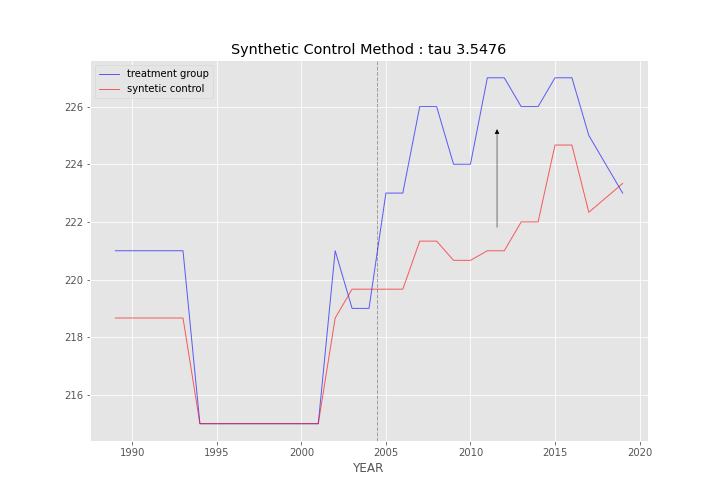 Synthetic Control Method : tau 3.5476
treatment group
syntetic control
226
224
222
220
218
216
1990 1995 2000 2005 2010 2015 2020
YEAR